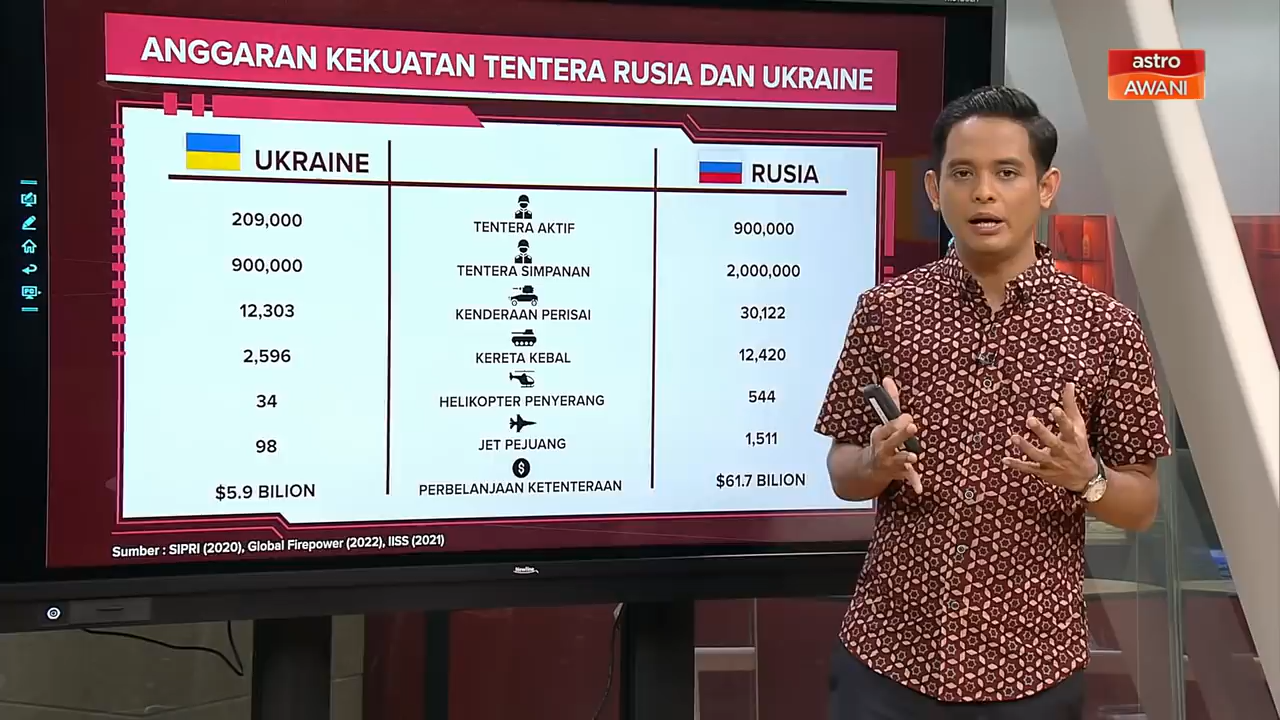 ANGGARAN KEKUATAN TENTERA RUSIA DAN UKRAINE
astro
AWANI
UKRAINE
RUSIA
209,000 TENTERA AKTIF 900,000
900,000 TENTERA SIMPANAN 2,000,000
12,303 KENDERAAN PERISAI 30,122
2,596 KERETA KEBAL 12,420
34 HELIKOPTER PENYERANG 544
98 JET PEJUANG 1,511
$5.9 BILION PERBELANJAAN KETENTERAAN $61.7 BILION
Sumber : SIPRI (2020), Global Firepower (2022), IISS (2021)
Newline